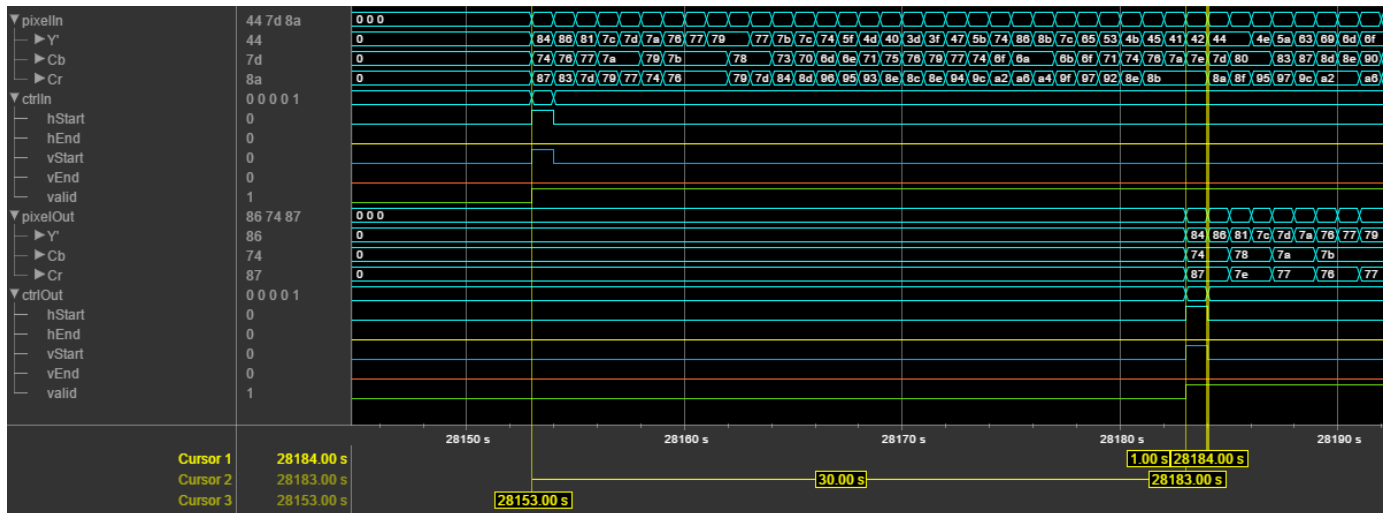 pixelIn 44 7d 8a 0 0 0
Y' 44 0 84 86 81 7c 7d 7a 76 77 79 77 7b 7c 74 5f 4d 40 3d 3f 47 5b 74 86 8b 7c 65 53 4b 45 41 42 44 4e 5a 63 69 6d 6f
Cb 7d 0 74 76 77 7a 79 7b 78 73 70 6d 6e 71 75 76 79 77 74 6f 6a 6b 6f 71 74 76 7a 7e 7d 80 83 87 8d 8e 90
Cr 8a 0 87 83 7d 79 77 74 76 79 7d 84 8d 96 95 93 8e 8c 8e 94 9c a2 a6 a4 9f 97 92 8e 8b 8a 8f 95 97 9c a2 a6
ctrlIn 0 0 0 0 1
hStart 0
hEnd 0
vStart 0
vEnd 0
valid 1
pixelOut 86 74 87 0 0 0
Y' 86 0 84 86 81 7c 7d 7a 76 77 79
Cb 74 0 74 78 7a 7b
Cr 87 0 87 7e 77 76 77
ctrlOut 0 0 0 0 1
hStart 0
hEnd 0
vStart 0
vEnd 0
valid 1
28150 s 28160 s 28170 s 28180 s 28190 s
Cursor 1 28184.00 s 1.00 s 28184.00 s
Cursor 2 28183.00 s 30.00 s 28183.00 s
Cursor 3 28153.00 s 28153.00 s